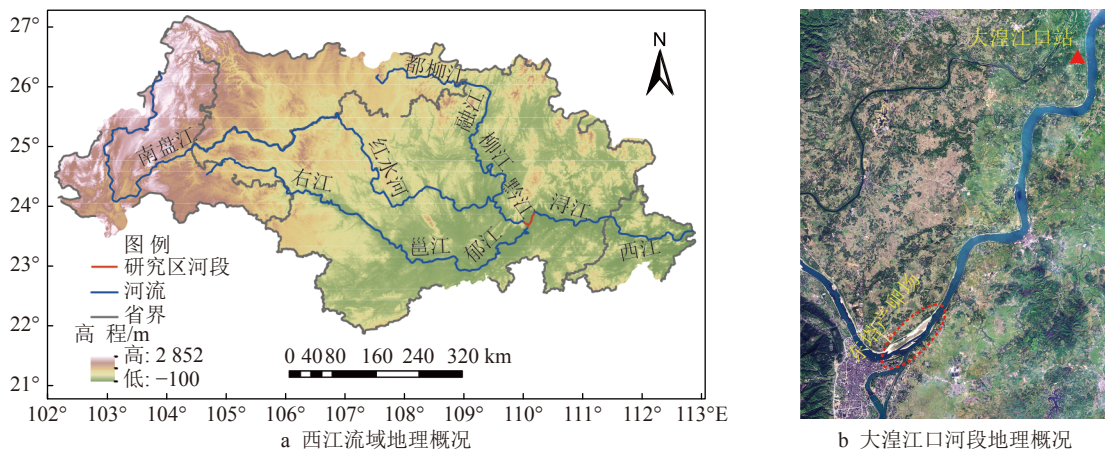 27°
26°
25°
24°
23°
22°
21°
N
都柳江
融江
柳江
南盘江
红水河
黔江
右江
浔江
邕江
郁江
西江
图 例
研究区河段
河流
省界
高 程/m
高: 2 852
低: −100
0 40 80 160 240 320 km
102° 103° 104° 105° 106° 107° 108° 109° 110° 111° 112° 113°E
a 西江流域地理概况
大湟江口站
b 大湟江口河段地理概况